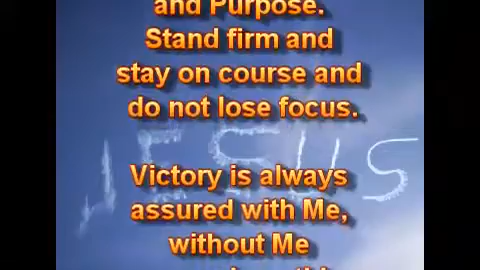 and Purpose.
Stand firm and
stay on course and
do not lose focus.
JESUS
Victory is always
assured with Me,
without Me